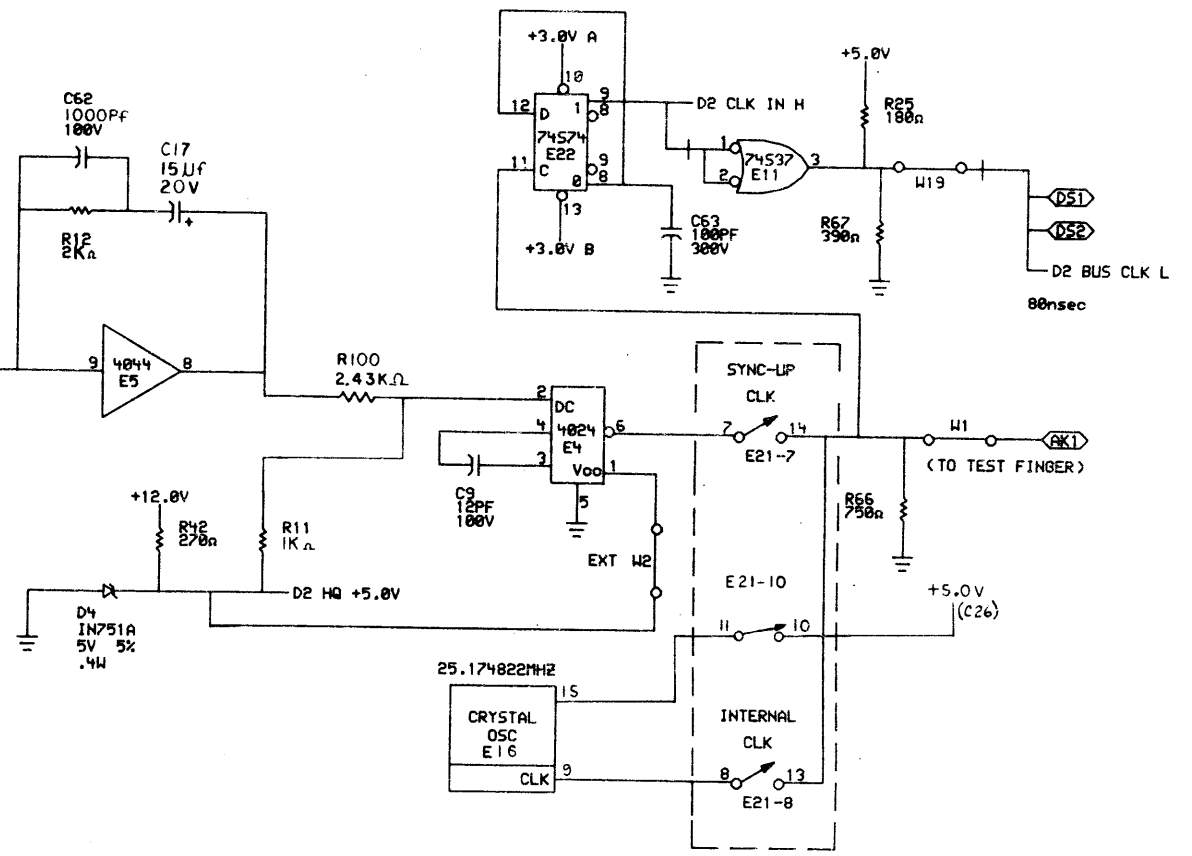 +3.0V A
10
12
D
1
9
8
74S74
E22
11
C
9
0
8
13
+3.0V B
C63
100PF
300V
D2 CLK IN H
1
2
74S37
E11
3
+5.0V
R25
180Ω
R67
390Ω
W19
DS1
DS2
D2 BUS CLK L
80nsec
C62
1000Pf
100V
C17
15µf
20V
+
R12
2KΩ
9
4044
E5
8
R100
2.43KΩ
2
DC
4
4024
E4
6
3
Voo
1
5
C9
12PF
100V
EXT W2
+12.0V
R42
270Ω
R11
1KΩ
D2 HQ +5.0V
D4
IN751A
5V 5%
.4W
SYNC-UP
CLK
7
14
E21-7
W1
AK1
(TO TEST FINGER)
R66
750Ω
E21-10
11
10
+5.0V
(C26)
25.174822MHZ
15
CRYSTAL
OSC
E16
CLK
9
INTERNAL
CLK
8
13
E21-8